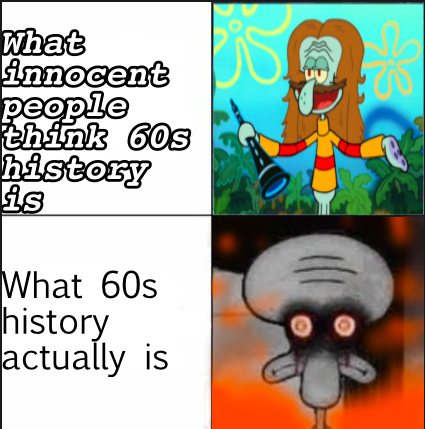 What
innocent
people
think 60s
history
is
What 60s
history
actually is